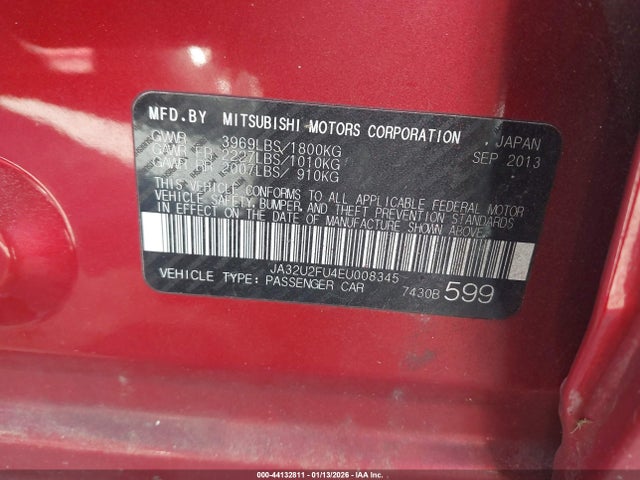 MFD.BY MITSUBISHI MOTORS CORPORATION, JAPAN
GVWR 3969LBS/1800KG SEP 2013
GAWR FR 2227LBS/1010KG
GAWR RR 2007LBS/ 910KG
THIS VEHICLE CONFORMS TO ALL APPLICABLE FEDERAL MOTOR
VEHICLE SAFETY, BUMPER, AND THEFT PREVENTION STANDARDS
IN EFFECT ON THE DATE OF MANUFACTURE SHOWN ABOVE.
JA32U2FU4EU008345
VEHICLE TYPE: PASSENGER CAR 7430B 599
000-44132811 | 01/13/2026 - IAA Inc.